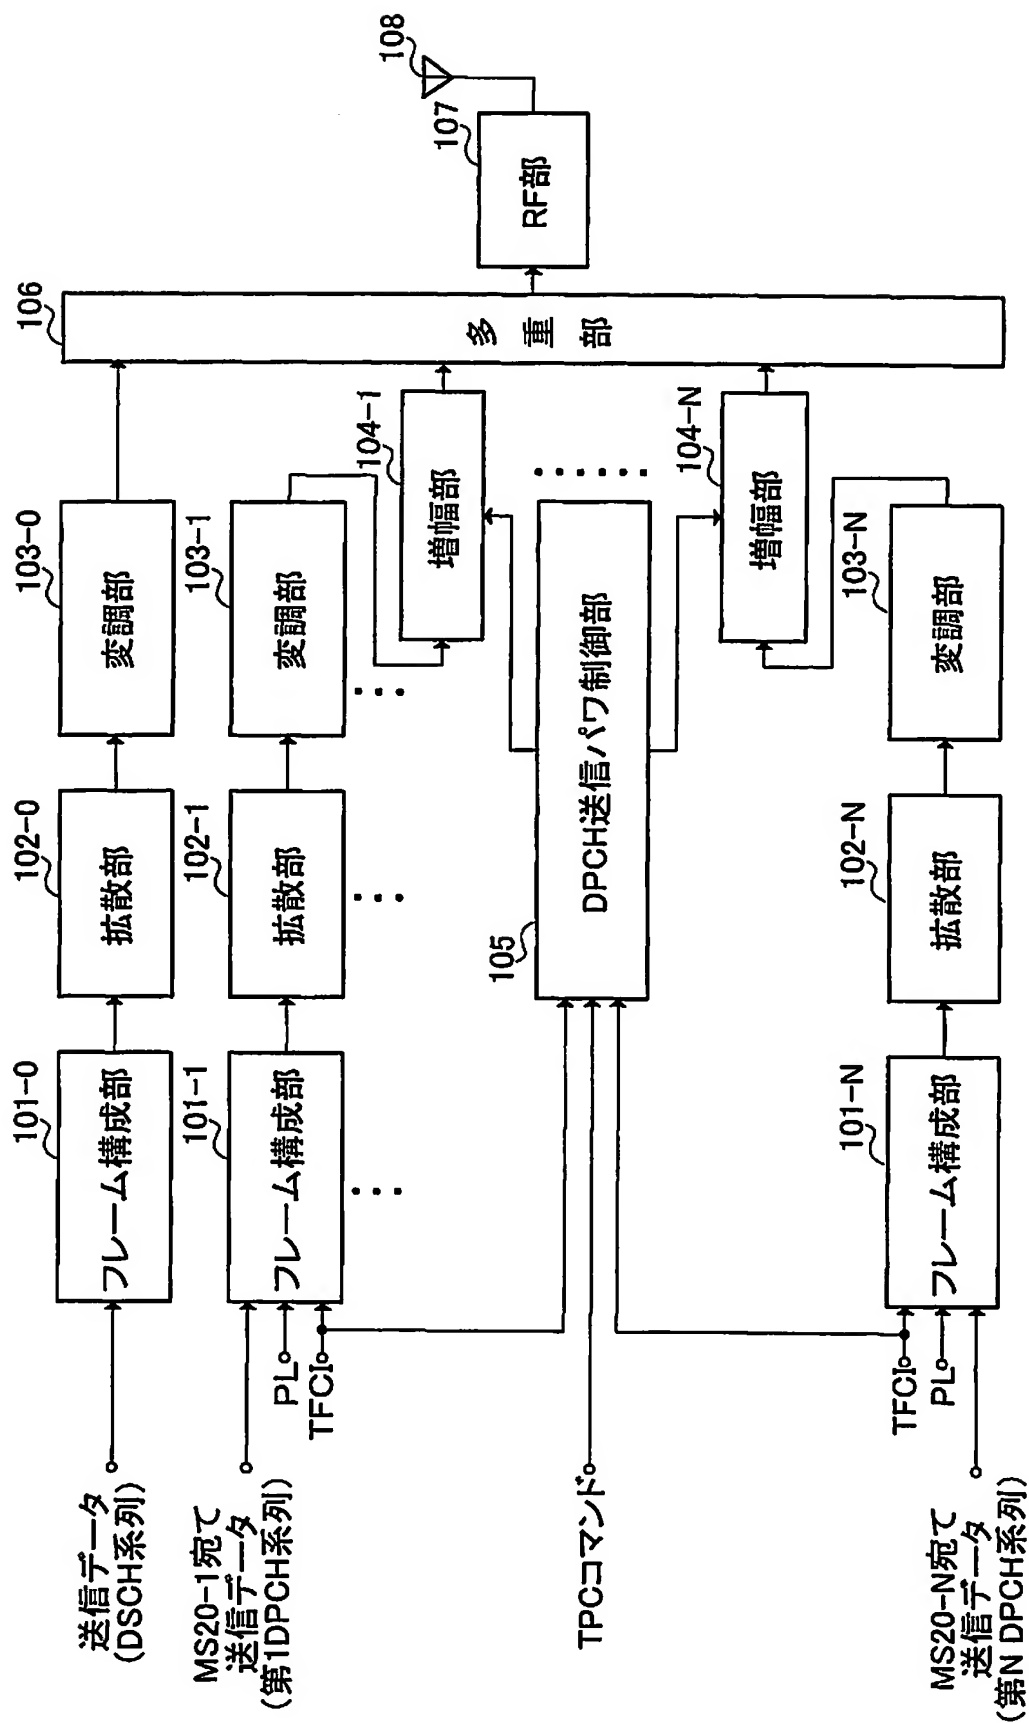 送信データ
(DSCH系列)
101-0
フレーム構成部
102-0
拡散部
103-0
変調部
106
多重部
107
RF部
108
MS20-1宛て
送信データ
(第1DPCH系列)
PL
TFCI
101-1
フレーム構成部
102-1
拡散部
103-1
変調部
104-1
増幅部
TPCコマンド
105
DPCH送信パワ制御部
104-N
増幅部
MS20-N宛て
送信データ
(第N DPCH系列)
TFCI
PL
101-N
フレーム構成部
102-N
拡散部
103-N
変調部